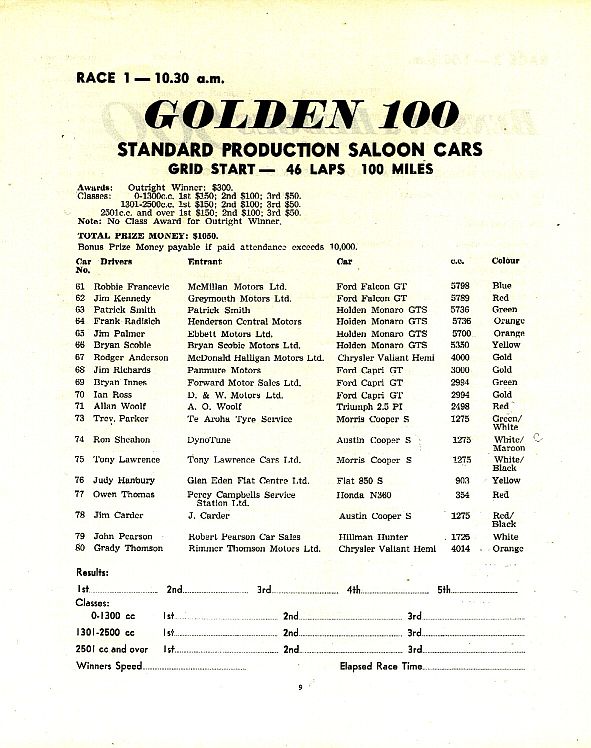 RACE 1 — 10.30 a.m.
GOLDEN 100
STANDARD PRODUCTION SALOON CARS
GRID START — 46 LAPS 100 MILES
Awards: Outright Winner; $300.
Classes: 0-1300c.c. 1st $150; 2nd $100; 3rd $50.
1301-2500c.c. 1st $150; 2nd $100; 3rd $50.
2501c.c. and over 1st $150; 2nd $100; 3rd $50.
Note: No Class Award for Outright Winner.
TOTAL PRIZE MONEY: $1050.
Bonus Prize Money payable if paid attendance exceeds 10,000.
Car Drivers Entrant Car c.c. Colour
No.
61 Robbie Francevic McMillan Motors Ltd. Ford Falcon GT 5798 Blue
62 Jim Kennedy Greymouth Motors Ltd. Ford Falcon GT 5789 Red
63 Patrick Smith Patrick Smith Holden Monaro GTS 5736 Green
64 Frank Radisich Henderson Central Motors Holden Monaro GTS 5736 Orange
65 Jim Palmer Ebbett Motors Ltd. Holden Monaro GTS 5700 Orange
66 Bryan Scobie Bryan Scobie Motors Ltd. Holden Monaro GTS 5350 Yellow
67 Rodger Anderson McDonald Halligan Motors Ltd. Chrysler Valiant Hemi 4000 Gold
68 Jim Richards Panmure Motors Ford Capri GT 3000 Gold
69 Bryan Innes Forward Motor Sales Ltd. Ford Capri GT 2994 Green
70 Ian Ross D. & W. Motors Ltd. Ford Capri GT 2994 Gold
71 Allan Woolf A. O. Woolf Triumph 2.5 PI 2498 Red
73 Trev. Parker Te Aroha Tyre Service Morris Cooper S 1275 Green/
White
74 Ron Sheahon DynoTune Austin Cooper S 1275 White/
Maroon
75 Tony Lawrence Tony Lawrence Cars Ltd. Morris Cooper S 1275 White/
Black
76 Judy Hanbury Glen Eden Fiat Centre Ltd. Fiat 850 S 903 Yellow
77 Owen Thomas Percy Campbells Service Honda N360 354 Red
Station Ltd.
78 Jim Carder J. Carder Austin Cooper S 1275 Red/
Black
79 John Pearson Robert Pearson Car Sales Hillman Hunter 1725 White
80 Grady Thomson Rimmer Thomson Motors Ltd. Chrysler Valiant Hemi 4014 Orange
Results:
1st 2nd 3rd 4th 5th
Classes:
0-1300 cc 1st 2nd 3rd
1301-2500 cc 1st 2nd 3rd
2501 cc and over 1st 2nd 3rd
Winners Speed Elapsed Race Time
9